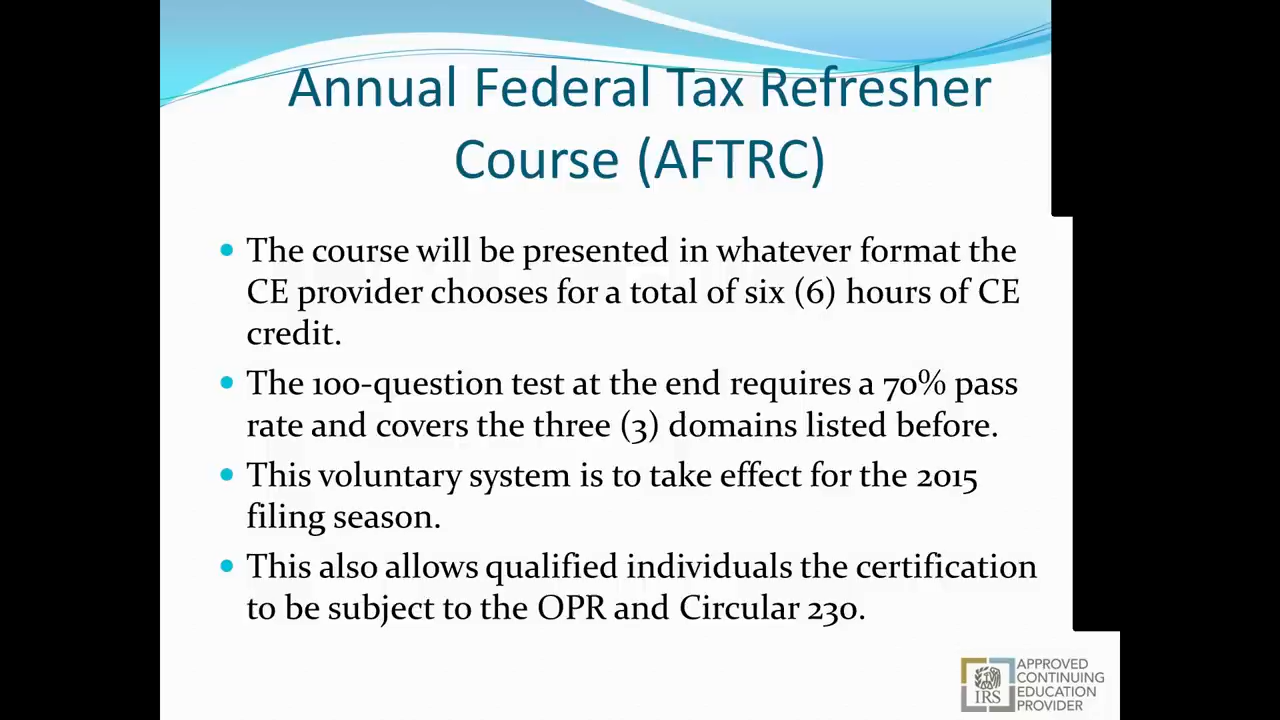 Annual Federal Tax Refresher
Course (AFTRC)
• The course will be presented in whatever format the
CE provider chooses for a total of six (6) hours of CE
credit.
• The 100-question test at the end requires a 70% pass
rate and covers the three (3) domains listed before.
• This voluntary system is to take effect for the 2015
filing season.
• This also allows qualified individuals the certification
to be subject to the OPR and Circular 230.
IRS
APPROVED
CONTINUING
EDUCATION
PROVIDER